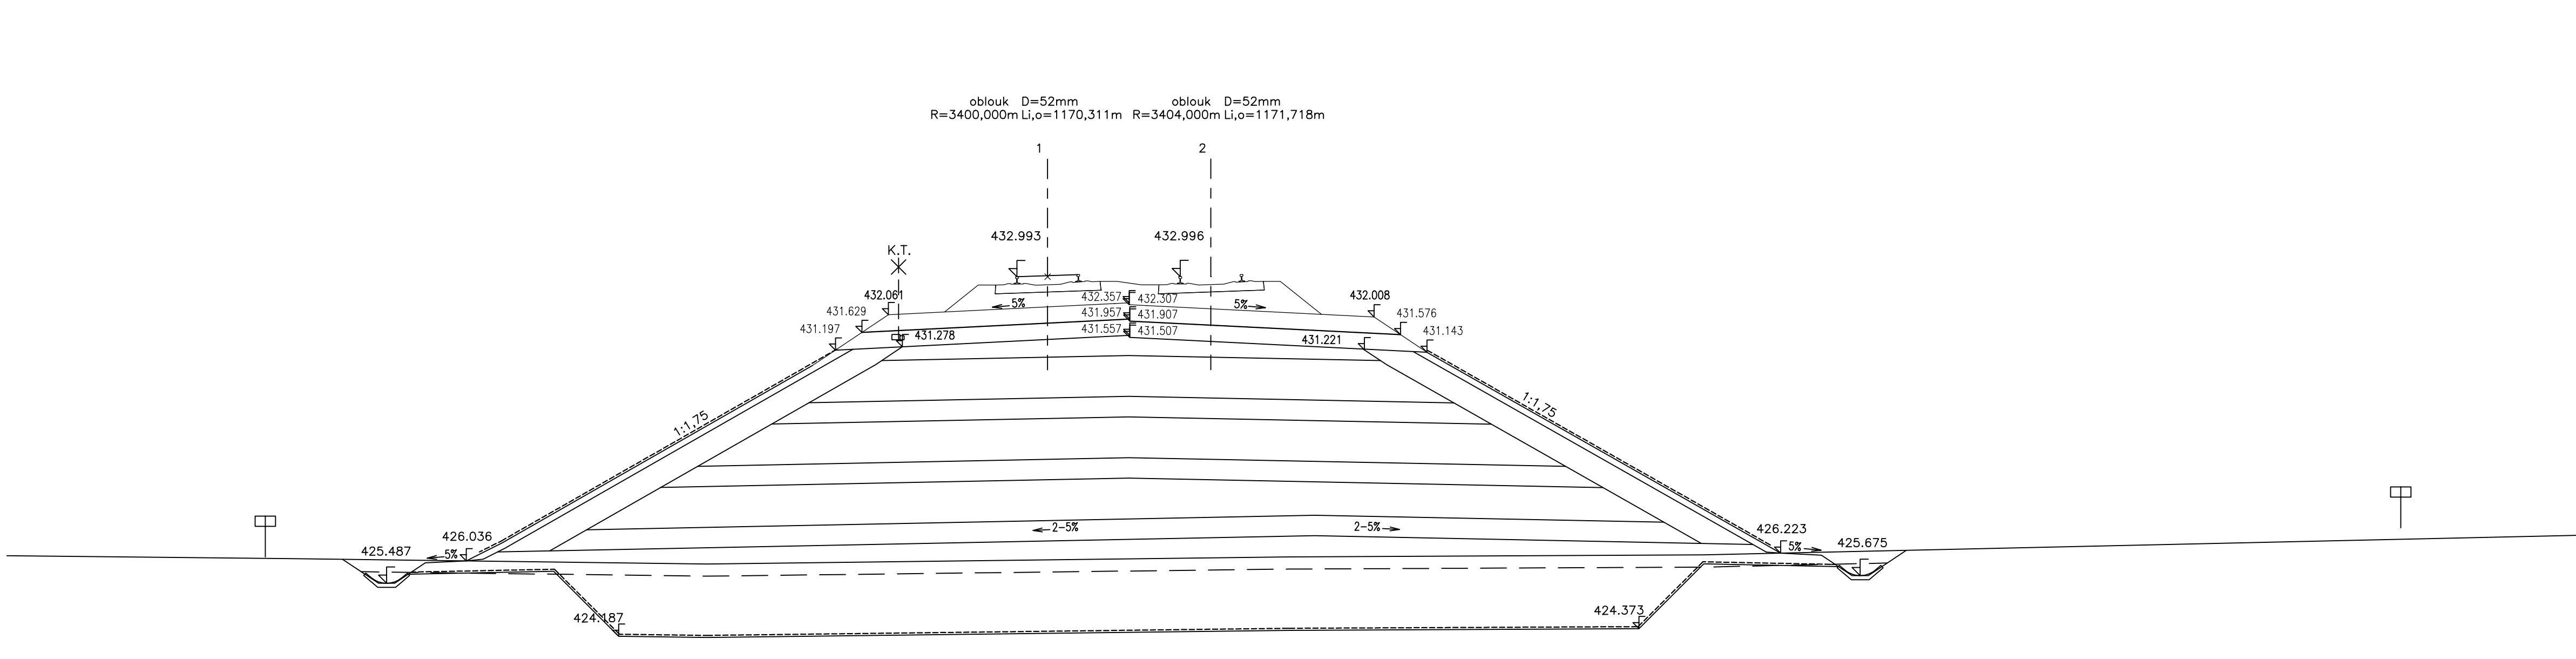 oblouk D=52mm oblouk D=52mm
R=3400,000m Li,o=1170,311m R=3404,000m Li,o=1171,718m
1 2
432.993 432.996
K.T.
432.061 432.357 432.307 432.008
5% 5%
431.629 431.957 431.907 431.576
431.197 431.557 431.507 431.143
431.278 431.221
1:1,75 1:1,75
2-5% 2-5%
426.036 426.223
425.487 5% 5% 425.675
424.187 424.373